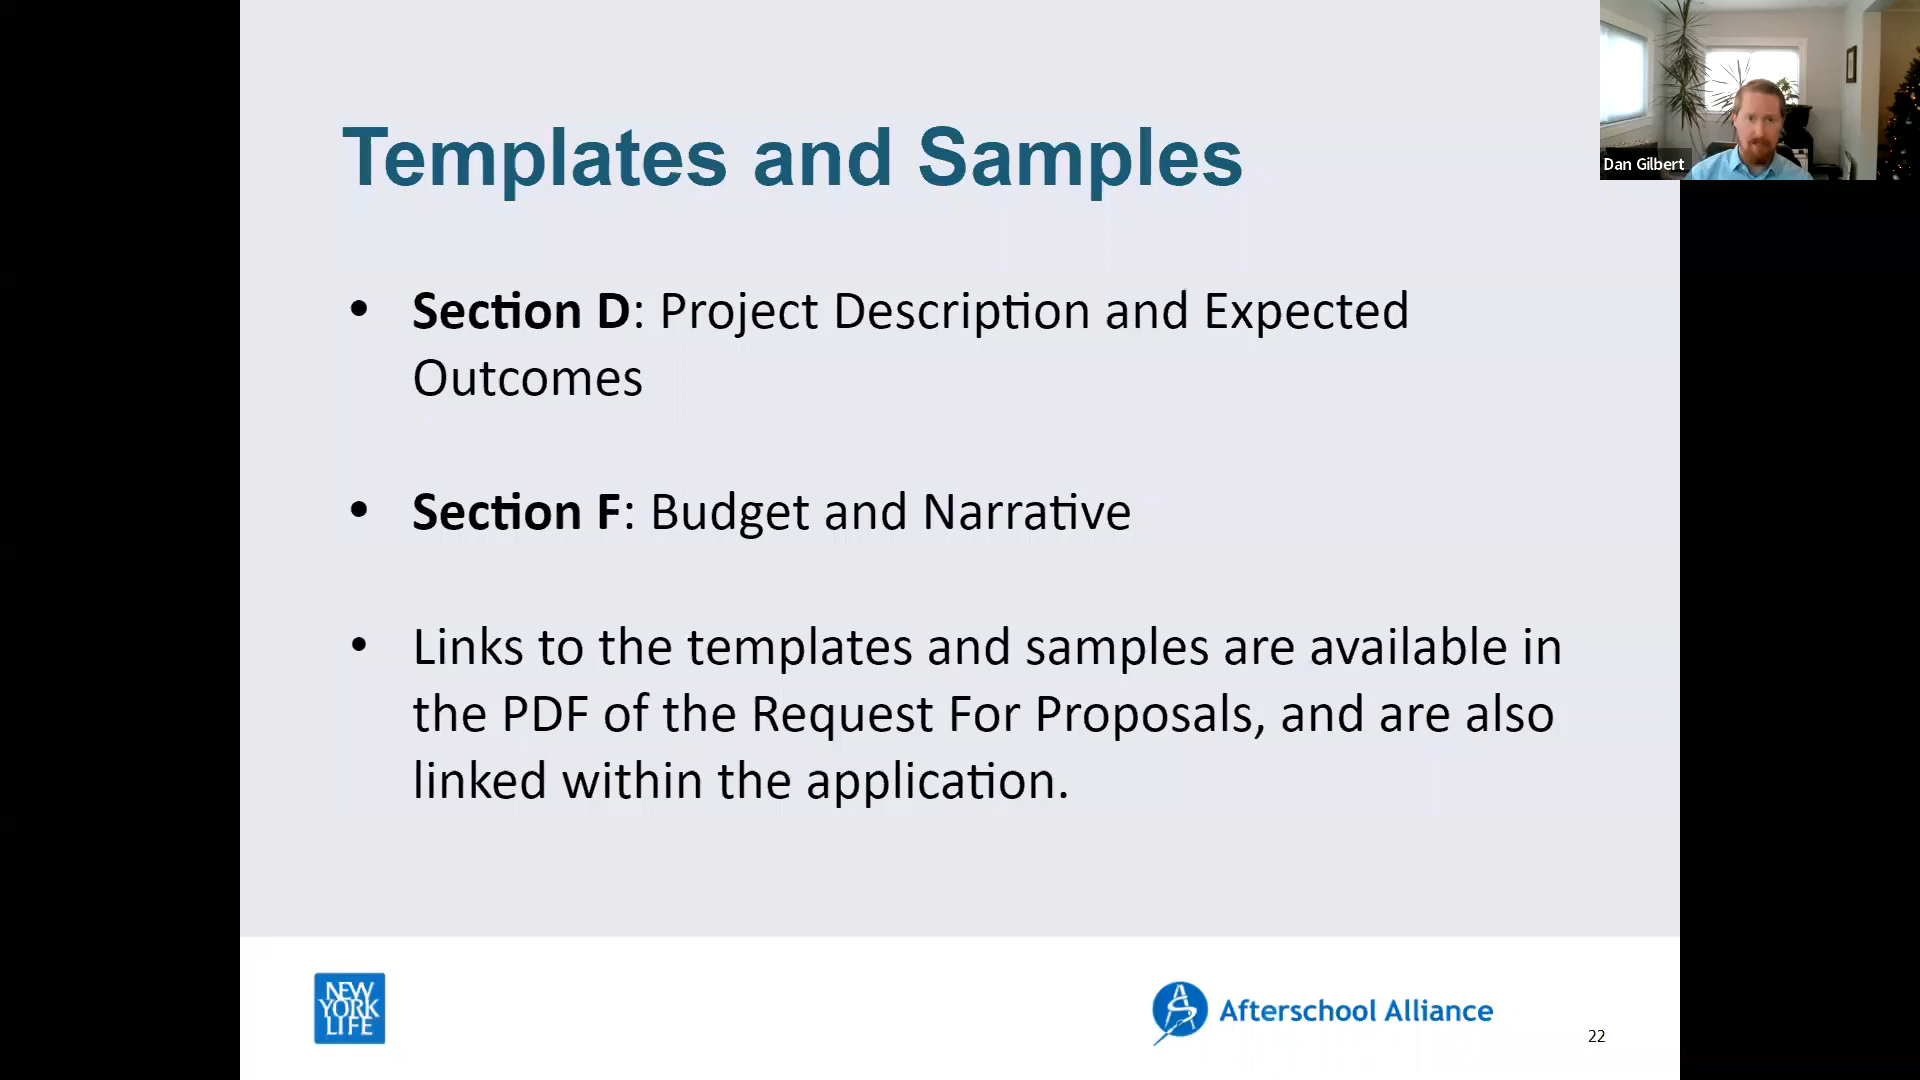 Templates and Samples
Dan Gilbert
• Section D: Project Description and Expected
Outcomes
• Section F: Budget and Narrative
• Links to the templates and samples are available in
the PDF of the Request For Proposals, and are also
linked within the application.
NEW
YORK
LIFE
Afterschool Alliance
22